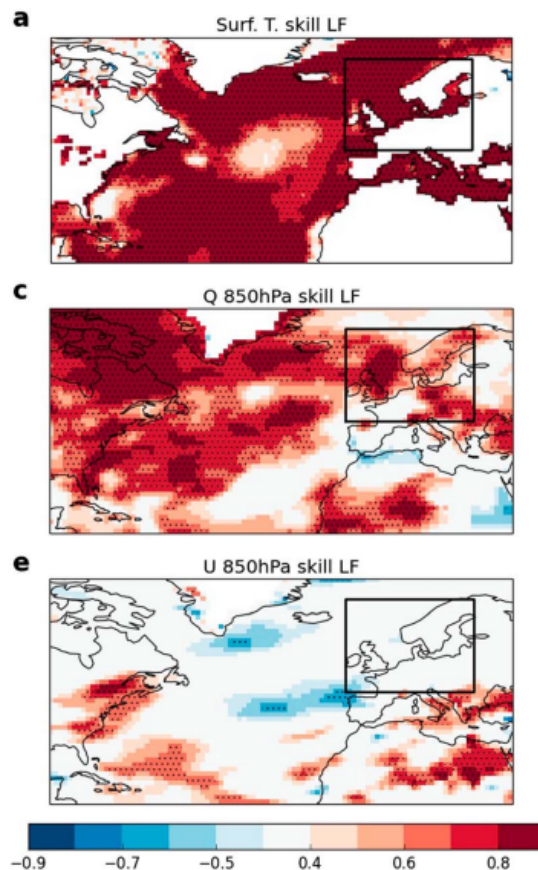 a
Surf. T. skill LF
c
Q 850hPa skill LF
e
U 850hPa skill LF
−0.9 −0.7 −0.5 0.4 0.6 0.8